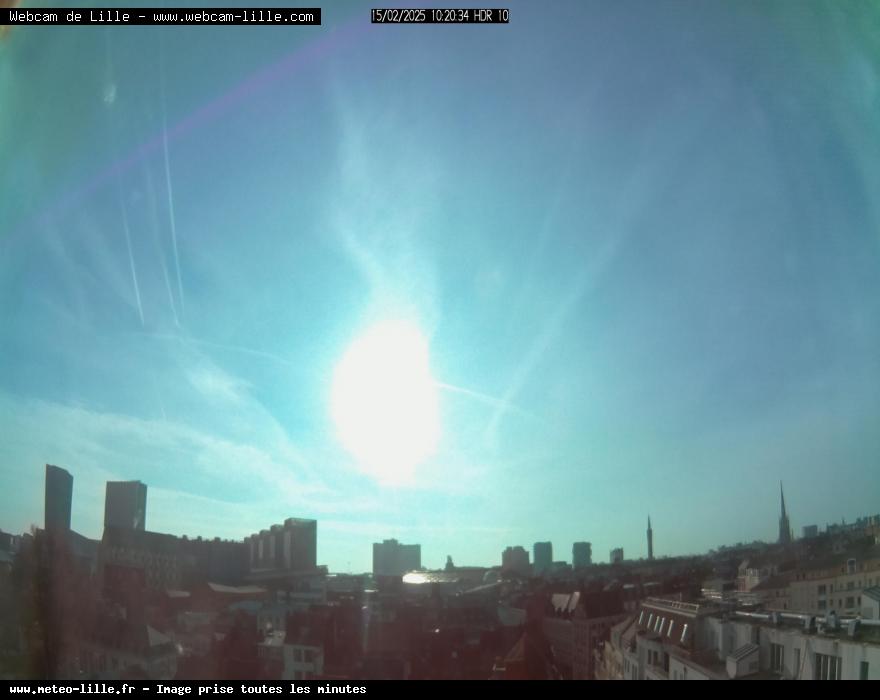 Webcam de Lille - www.webcam-lille.com
15/02/2025 10:20:34 HDR 10
www.meteo-lille.fr - Image prise toutes les minutes